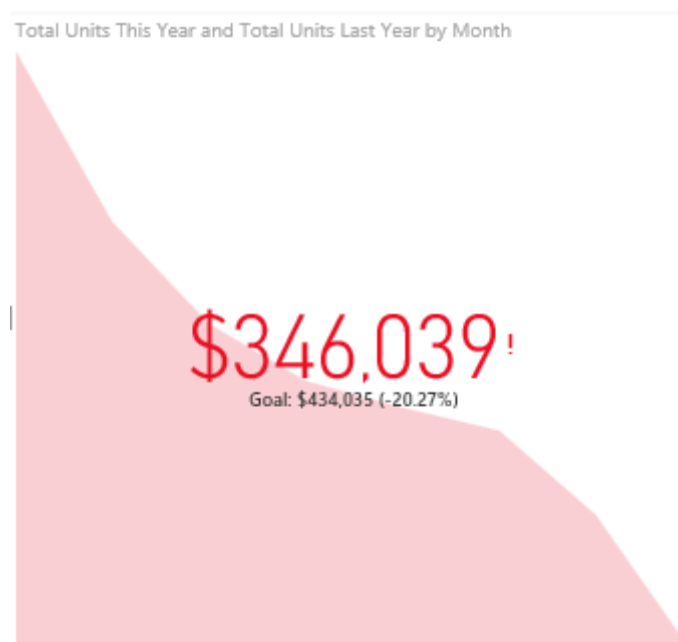 Total Units This Year and Total Units Last Year by Month
$346,039!
Goal: $434,035 (-20.27%)